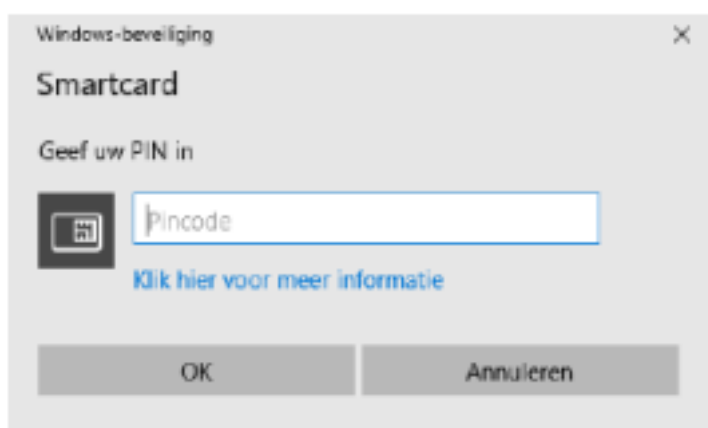 Windows-beveiliging
Smartcard
Geef uw PIN in
Pincode
Klik hier voor meer informatie
OK
Annuleren